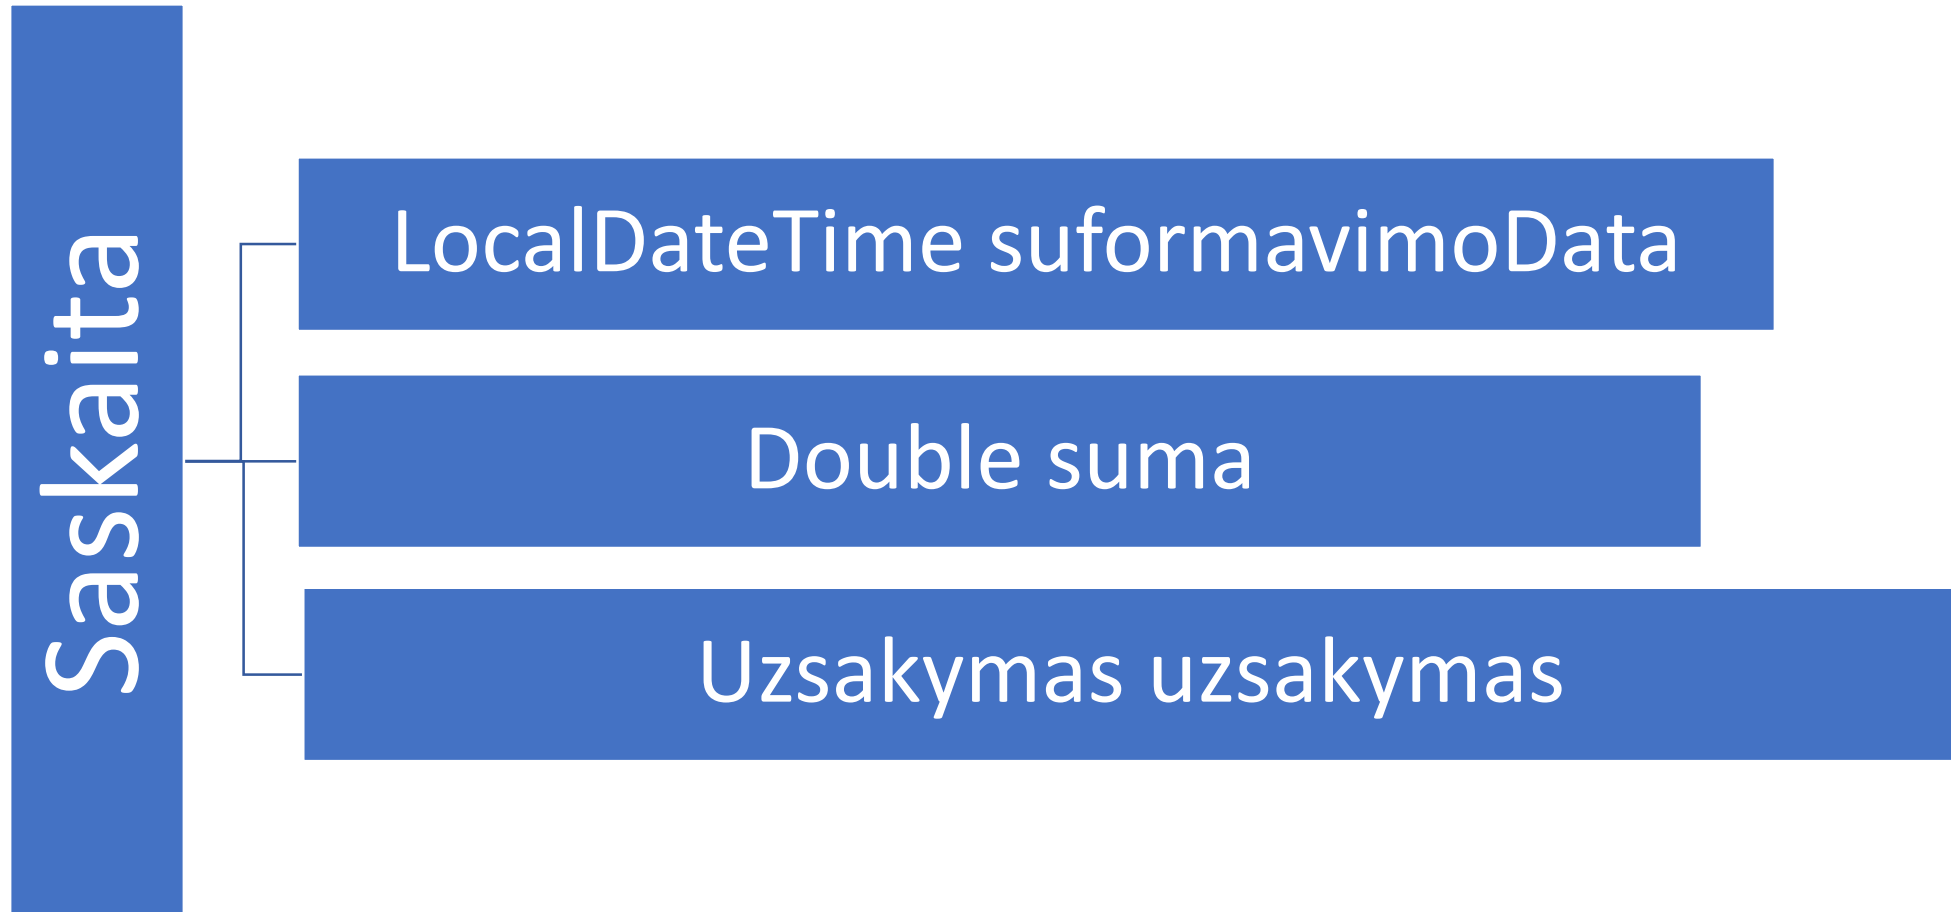 Saskaita
LocalDateTime suformavimoData
Double suma
Uzsakymas uzsakymas